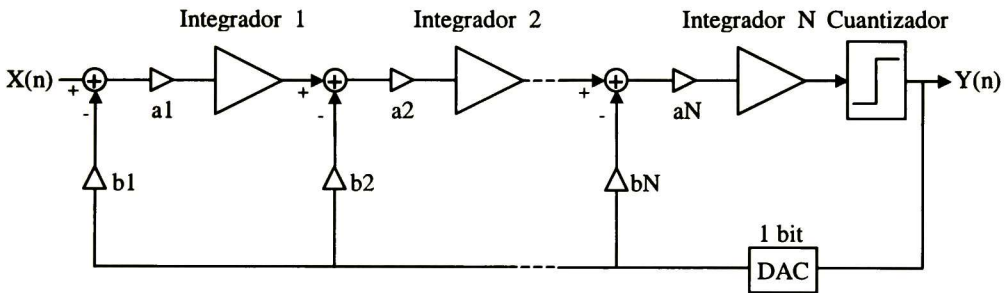 Integrador 1
Integrador 2
Integrador N Cuantizador
X(n)
+
-
a1
+
-
a2
+
-
aN
Y(n)
b1
b2
bN
1 bit
DAC